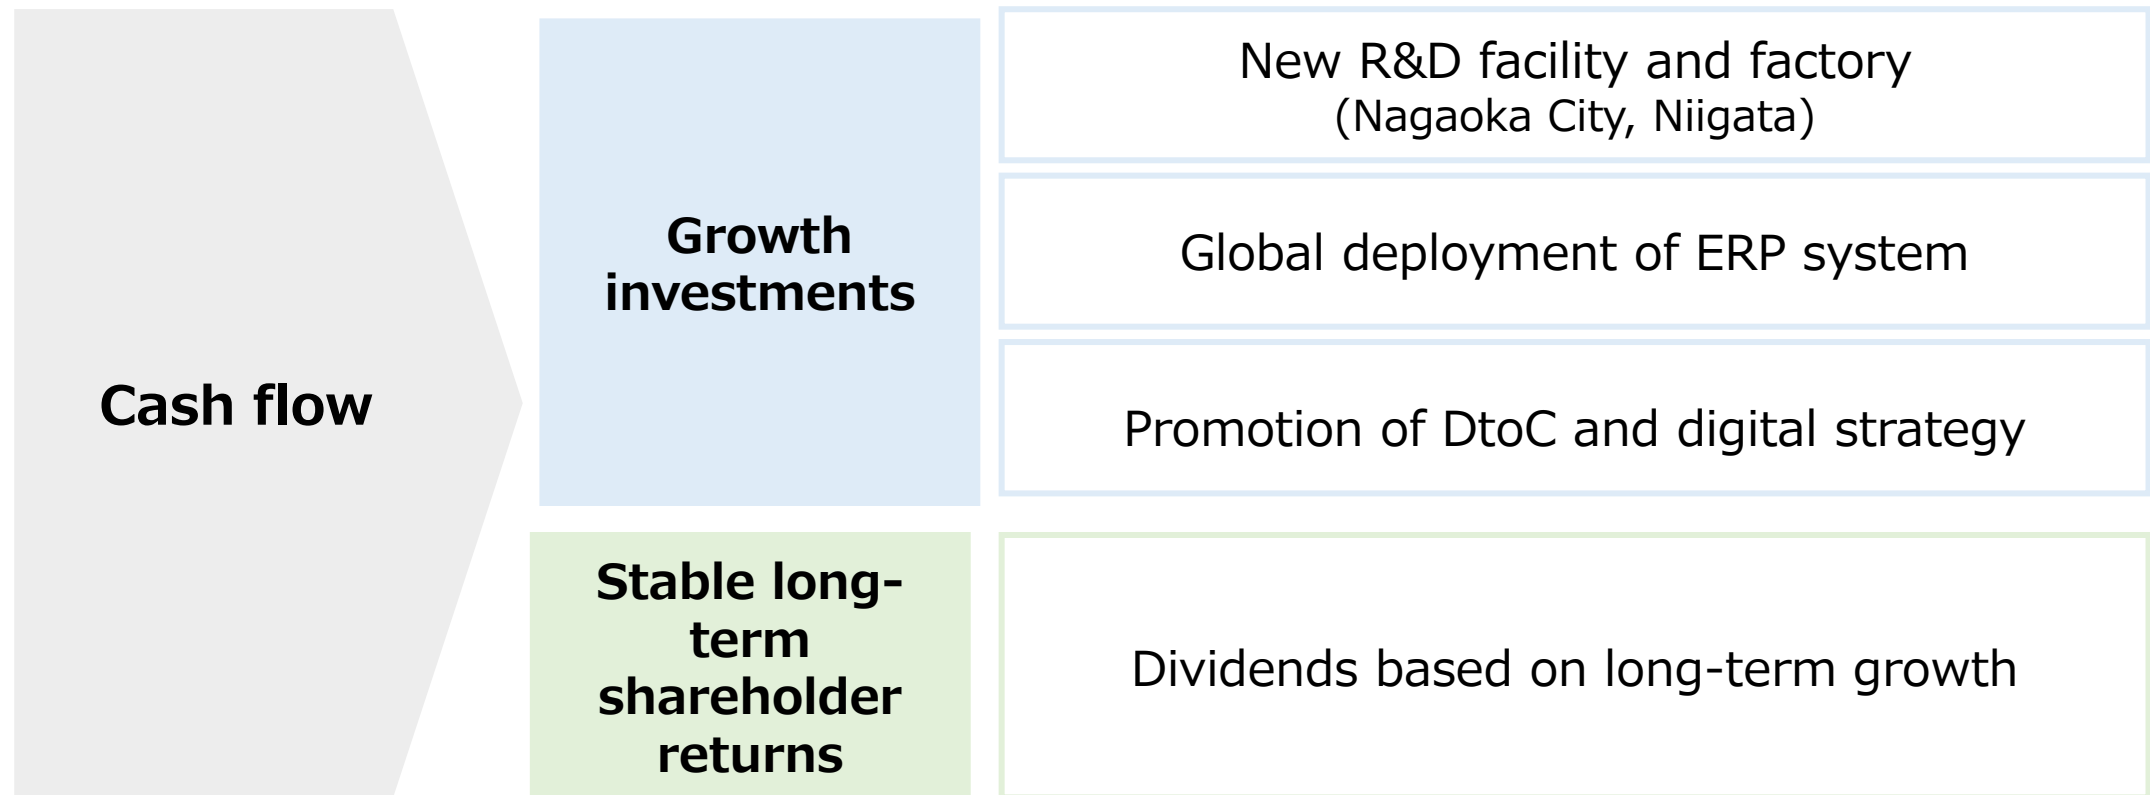 Cash flow
Growth
investments
New R&D facility and factory
(Nagaoka City, Niigata)
Global deployment of ERP system
Promotion of DtoC and digital strategy
Stable long-
term
shareholder
returns
Dividends based on long-term growth